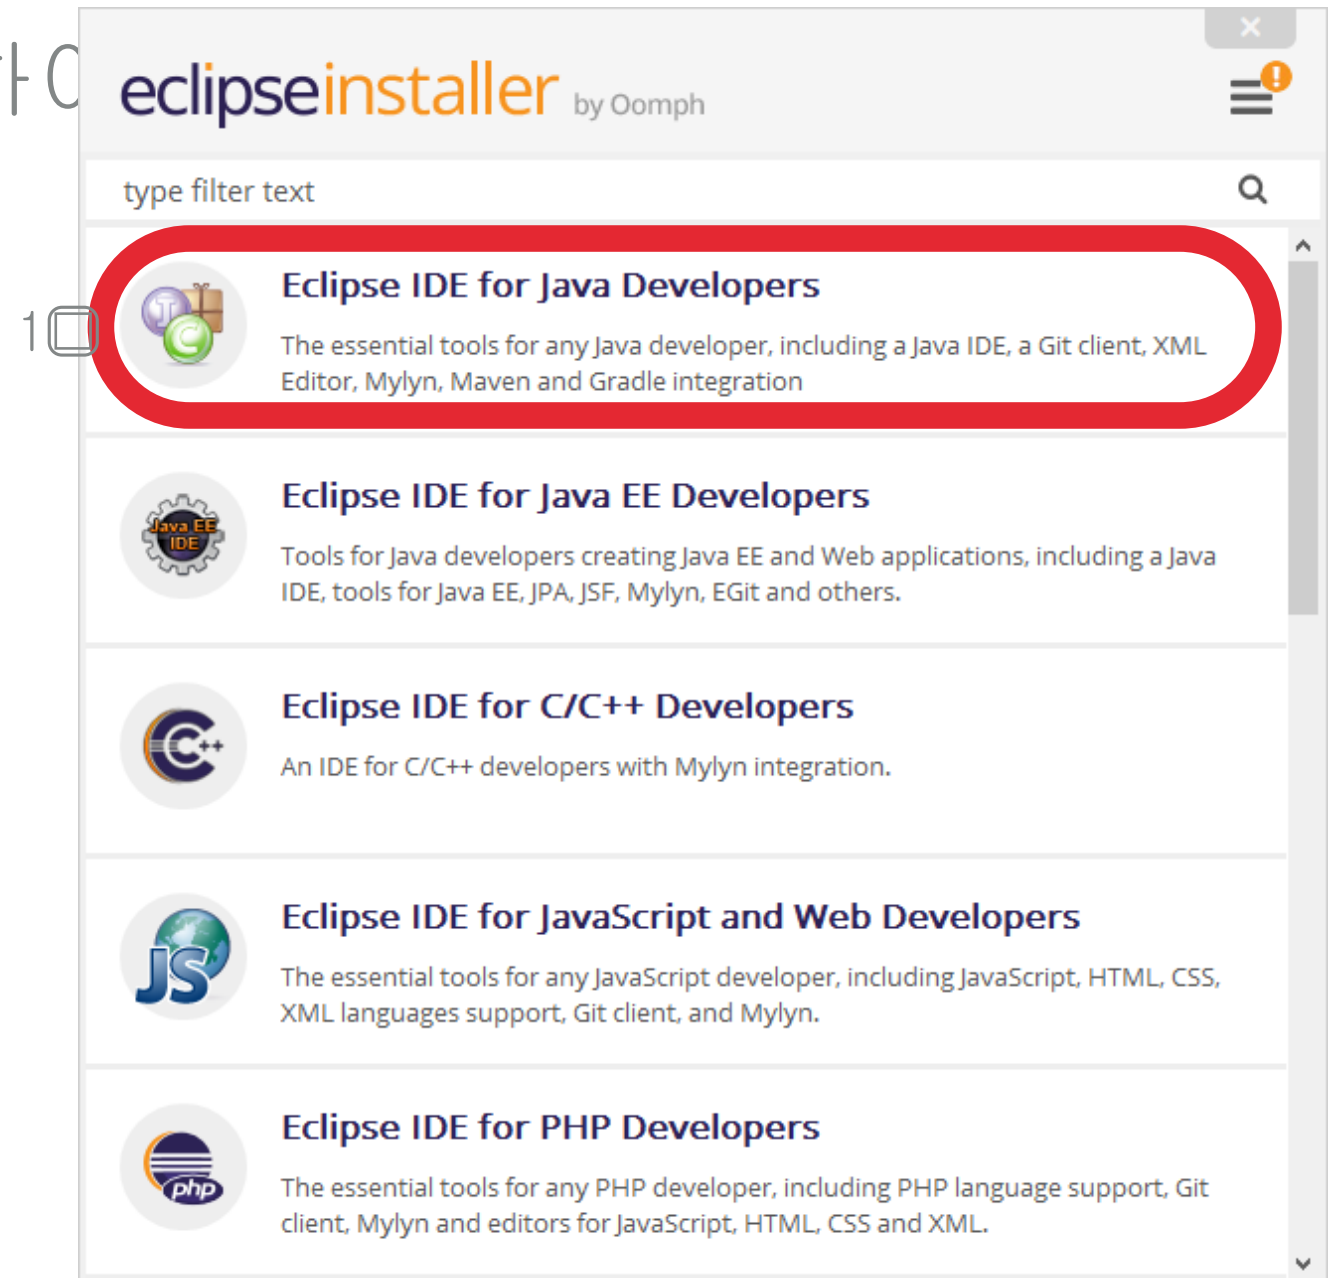 eclipseinstaller by Oomph
type filter text
Eclipse IDE for Java Developers
The essential tools for any Java developer, including a Java IDE, a Git client, XML
Editor, Mylyn, Maven and Gradle integration
1
Eclipse IDE for Java EE Developers
Java EE
IDE
Tools for Java developers creating Java EE and Web applications, including a Java
IDE, tools for Java EE, JPA, JSF, Mylyn, EGit and others.
Eclipse IDE for C/C++ Developers
C++
An IDE for C/C++ developers with Mylyn integration.
Eclipse IDE for JavaScript and Web Developers
JS
The essential tools for any JavaScript developer, including JavaScript, HTML, CSS,
XML languages support, Git client, and Mylyn.
Eclipse IDE for PHP Developers
php
The essential tools for any PHP developer, including PHP language support, Git
client, Mylyn and editors for JavaScript, HTML, CSS and XML.